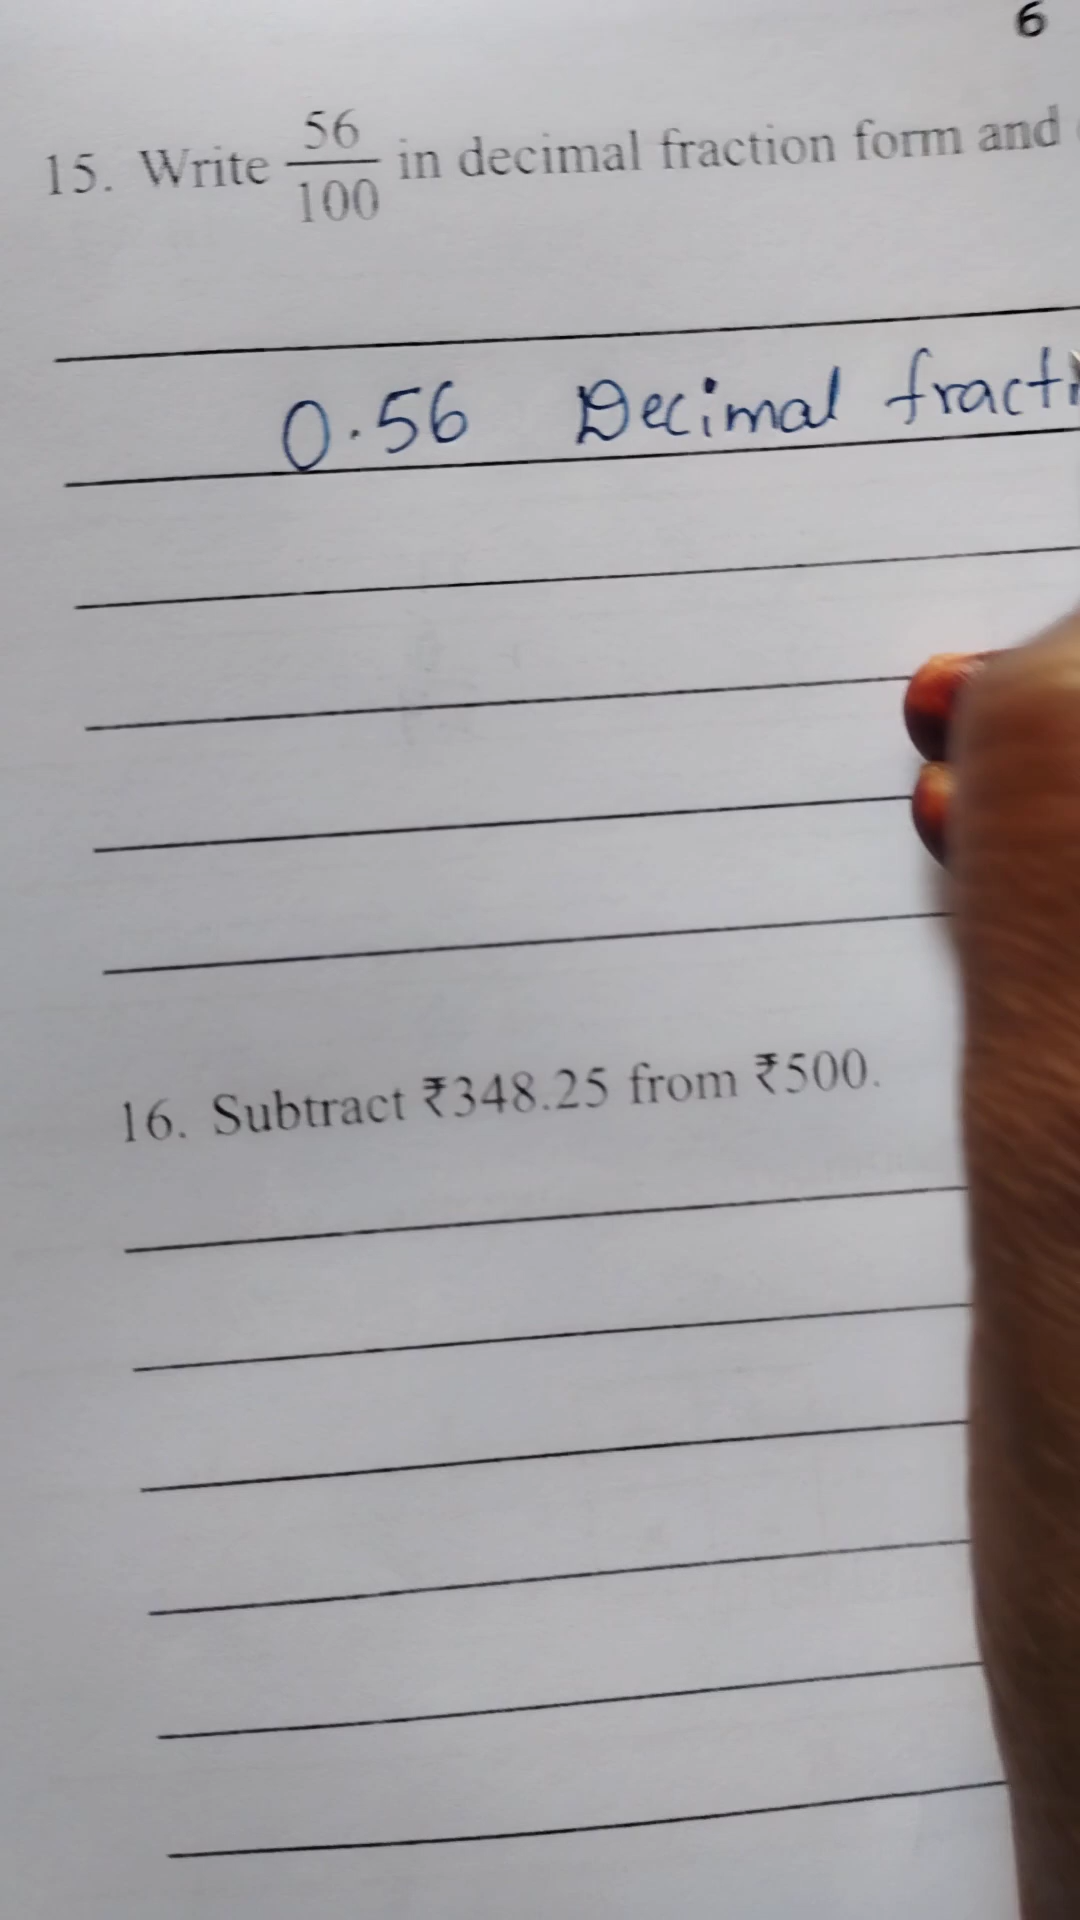 6
15. Write 56/100 in decimal fraction form and
0.56 Decimal fracti
16. Subtract ₹348.25 from ₹500.